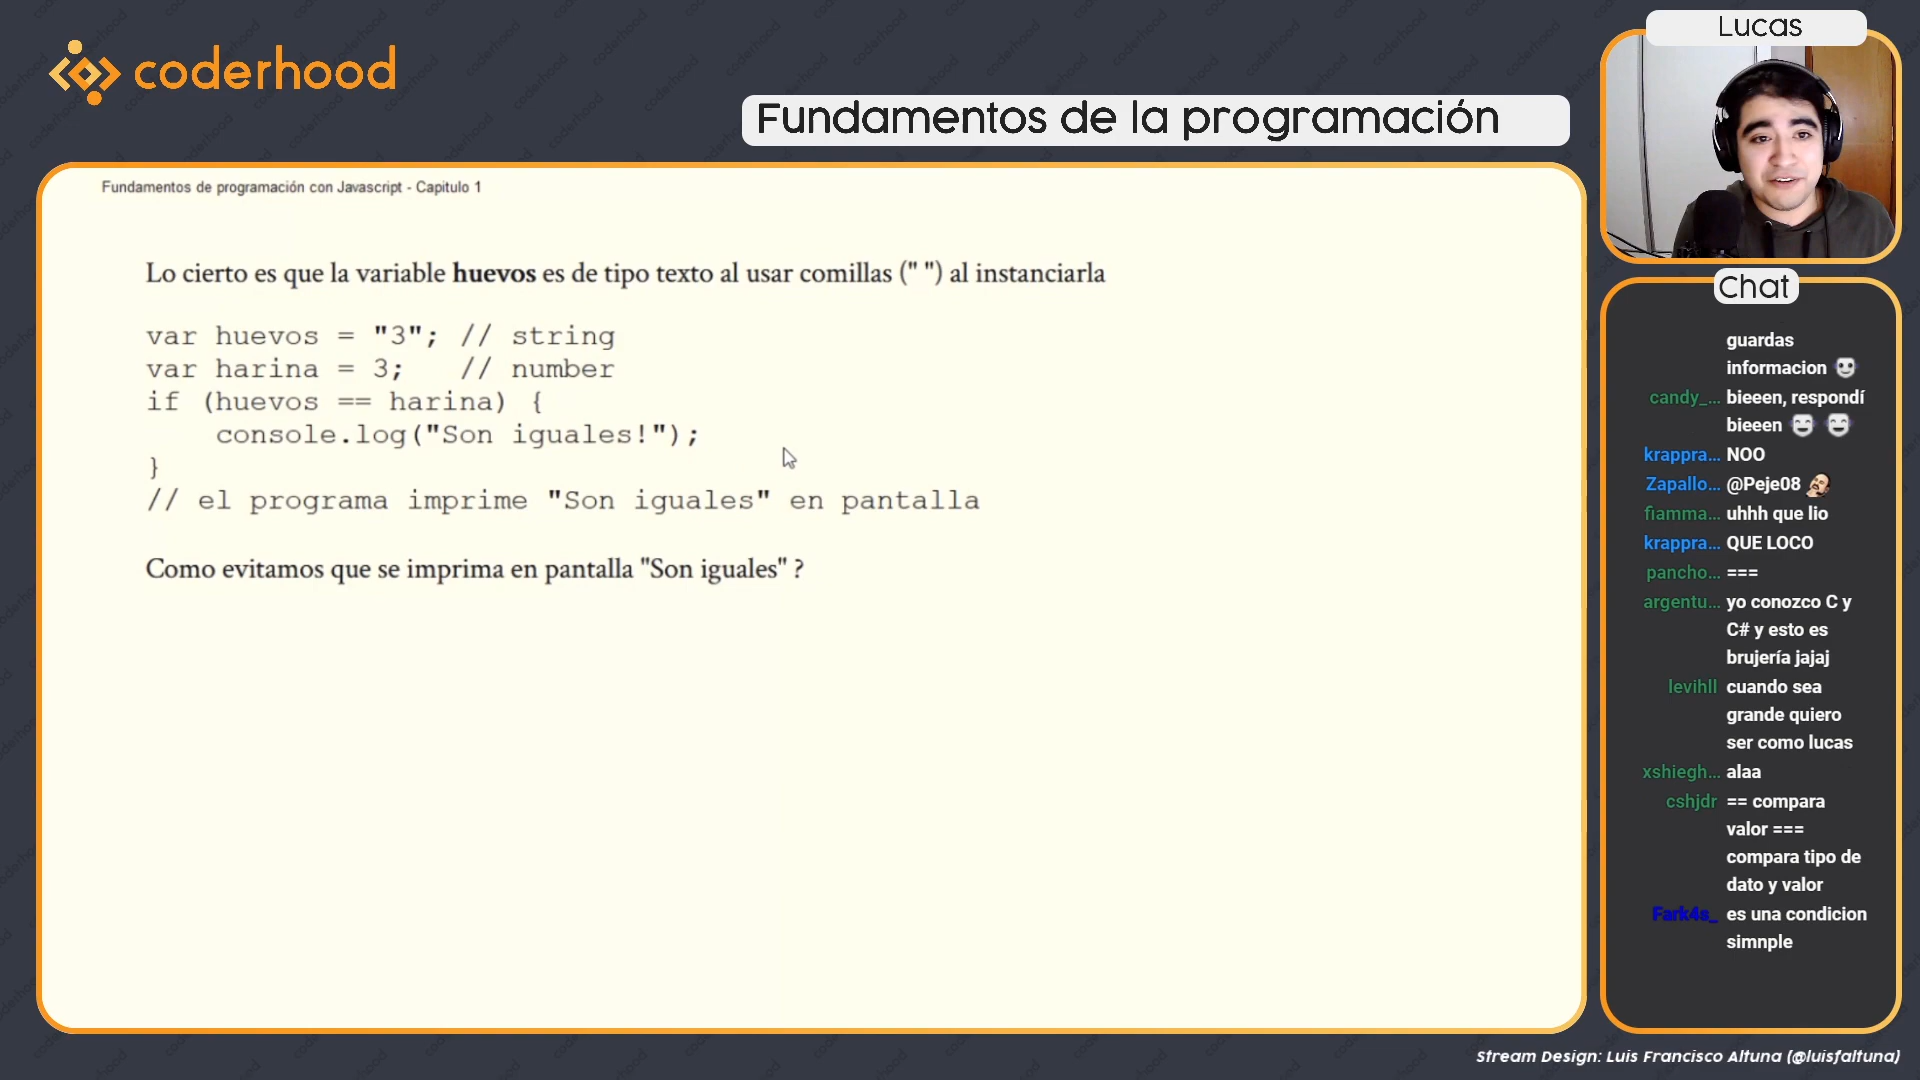 coderhood
Fundamentos de la programación
Lucas
Fundamentos de programación con Javascript - Capitulo 1
Lo cierto es que la variable huevos es de tipo texto al usar comillas (" ") al instanciarla
var huevos = "3"; // string
var harina = 3;   // number
if (huevos == harina) {
    console.log("Son iguales!");
}
// el programa imprime "Son iguales" en pantalla
Como evitamos que se imprima en pantalla "Son iguales" ?
Chat
guardas
informacion
candy_... bieeen, respondí
bieeen
krappra... NOO
Zapallo... @Peje08
fiamma... uhhh que lio
krappra... QUE LOCO
pancho... ===
argentu... yo conozco C y
C# y esto es
brujería jajaj
levihll cuando sea
grande quiero
ser como lucas
xshiegh... alaa
cshjdr == compara
valor ===
compara tipo de
dato y valor
Fark4s_ es una condicion
simnple
Stream Design: Luis Francisco Altuna (@luisfaltuna)